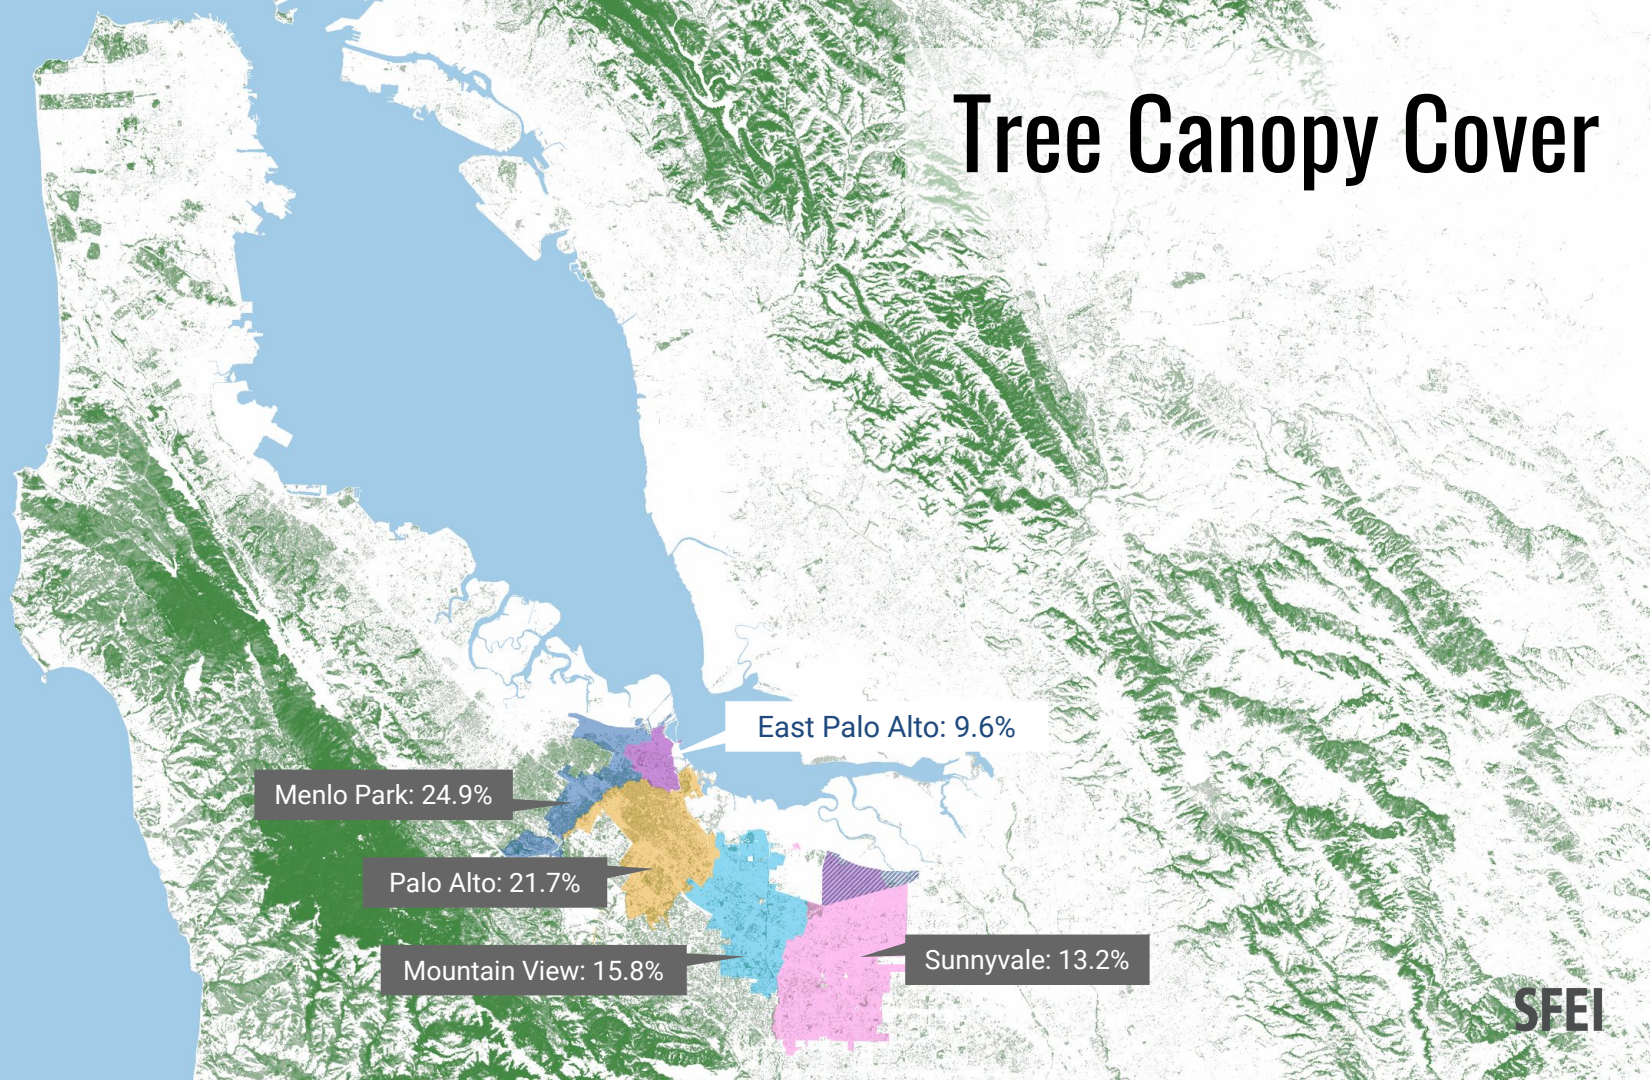 Tree Canopy Cover
East Palo Alto: 9.6%
Menlo Park: 24.9%
Palo Alto: 21.7%
Mountain View: 15.8%
Sunnyvale: 13.2%
SFEI